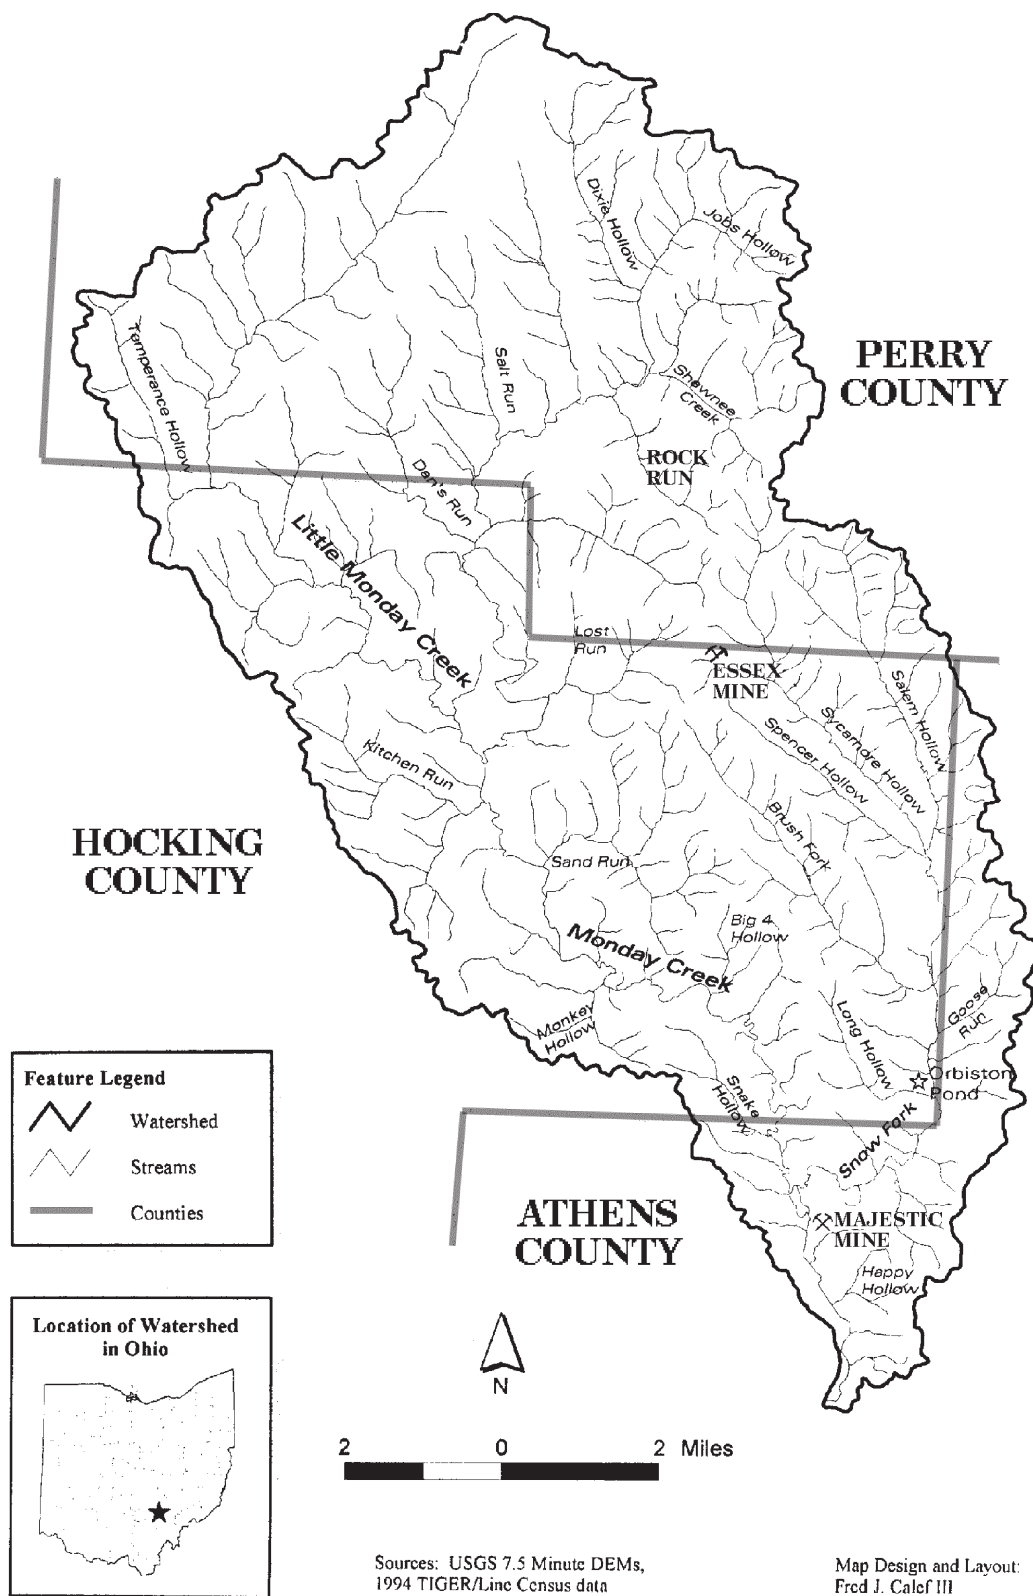 Dixie Hollow
Jobs Hollow
PERRY
COUNTY
Temperance Hollow
Salt Run
Shawnee
Creek
ROCK
RUN
Dan's Run
Little Monday Creek
Lost
Run
ESSEX
MINE
Salem Hollow
Sycamore Hollow
Spencer Hollow
Kitchen Run
Brush Fork
HOCKING
COUNTY
Sand Run
Big 4
Hollow
Monday Creek
Monkey
Hollow
Long Hollow
Goose
Run
Orbiston
Pond
Snake
Hollow
Snow Fork
Feature Legend
Watershed
Streams
Counties
ATHENS
COUNTY
MAJESTIC
MINE
Happy
Hollow
Location of Watershed
in Ohio
N
2 0 2 Miles
Sources: USGS 7.5 Minute DEMs,
1994 TIGER/Line Census data
Map Design and Layout:
Fred J. Calef III